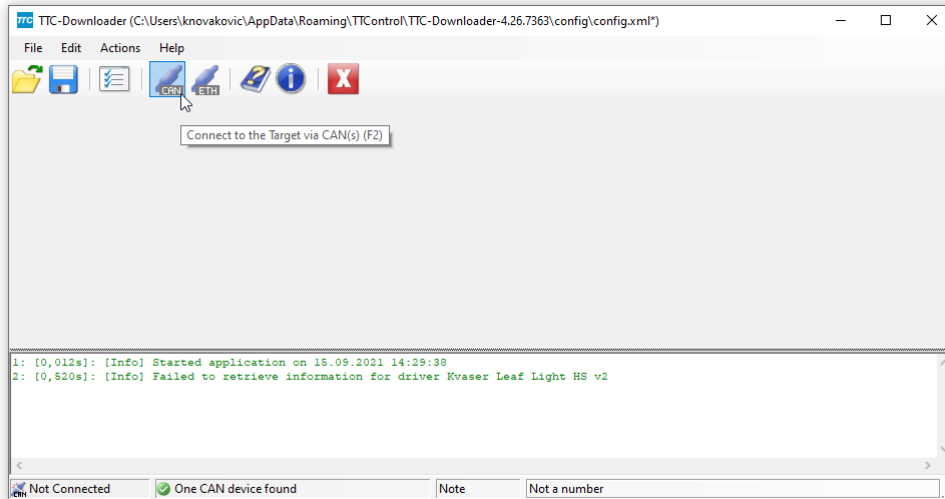 TTC TTC-Downloader (C:\Users\knovakovic\AppData\Roaming\TTControl\TTC-Downloader-4.26.7363\config\config.xml*)
File Edit Actions Help
CAN ETH ? i X
Connect to the Target via CAN(s) (F2)
1: [0,012s]: [Info] Started application on 15.09.2021 14:29:38
2: [0,520s]: [Info] Failed to retrieve information for driver Kvaser Leaf Light HS v2
CAN Not Connected One CAN device found Note Not a number